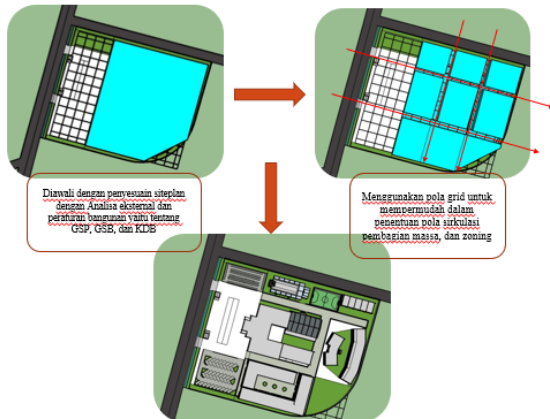 Diawali dengan penyesuain siteplan
dengan Analisa eksternal dan
peraturan bangunan yaitu tentang
GSP, GSB, dan KDB
Menggunakan pola grid untuk
mempermudah dalam
penentuan pola sirkulasi
pembagian massa, dan zoning